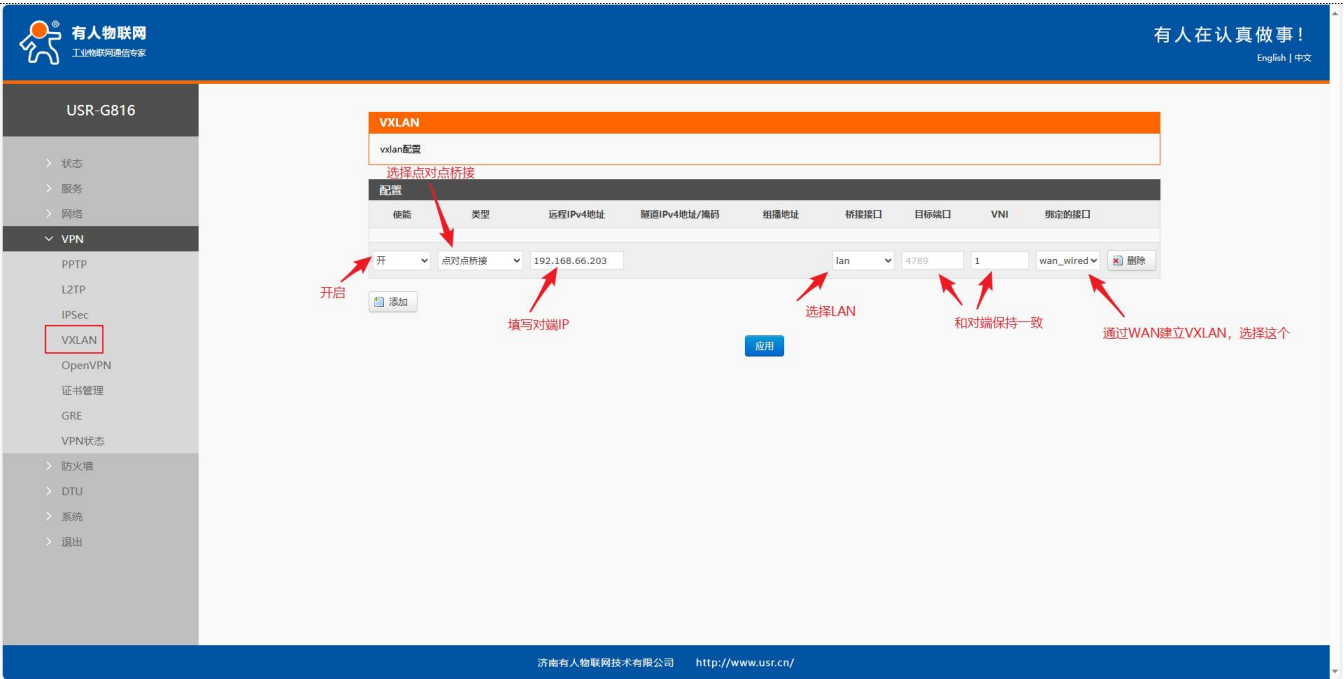 有人物联网
工业物联网通信专家
有人在认真做事!
English | 中文
USR-G816
状态
服务
网络
VPN
PPTP
L2TP
IPSec
VXLAN
OpenVPN
证书管理
GRE
VPN状态
防火墙
DTU
系统
退出
VXLAN
vxlan配置
选择点对点桥接
配置
使能 类型 远程IPv4地址 隧道IPv4地址/掩码 组播地址 桥接接口 目标端口 VNI 绑定的接口
开 点对点桥接 192.168.66.203 lan 4789 1 wan_wired 删除
开启
添加
填写对端IP
选择LAN
和对端保持一致
通过WAN建立VXLAN，选择这个
应用
济南有人物联网技术有限公司 http://www.usr.cn/